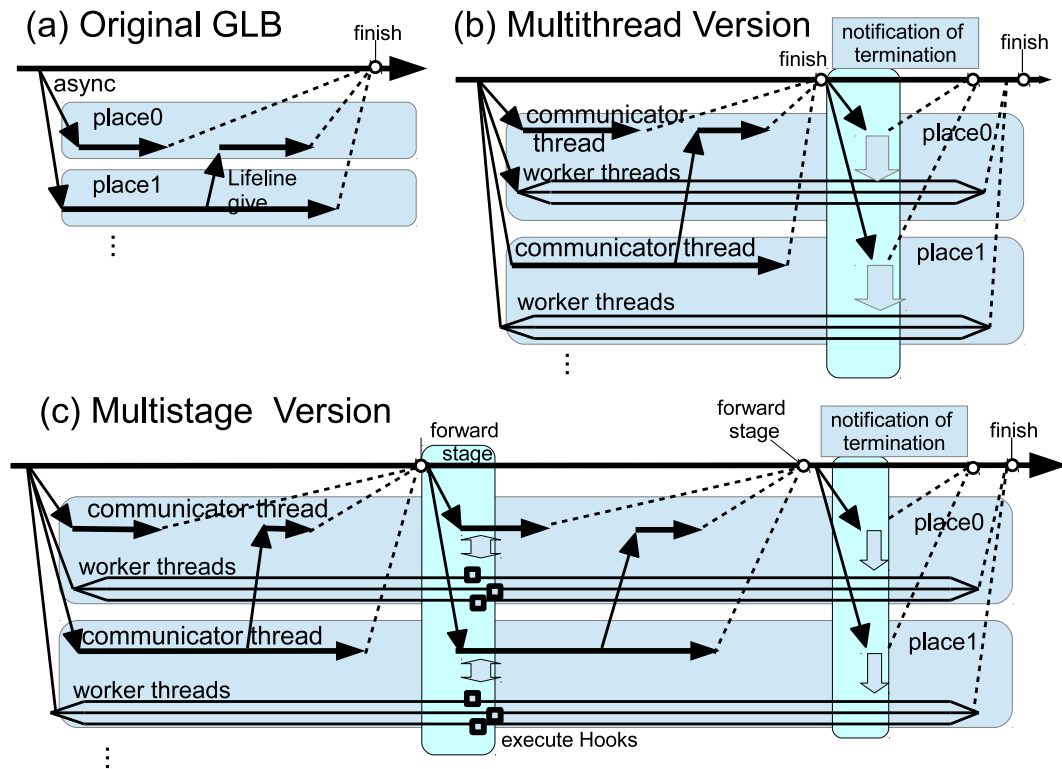 (a) Original GLB
finish
async
place0
place1
Lifeline
give
⋮
(b) Multithread Version
notification of
termination
finish
finish
communicator
thread
place0
worker threads
communicator thread
place1
worker threads
⋮
(c) Multistage Version
forward
stage
forward
stage
notification of
termination
finish
communicator thread
place0
worker threads
communicator thread
place1
worker threads
execute Hooks
⋮